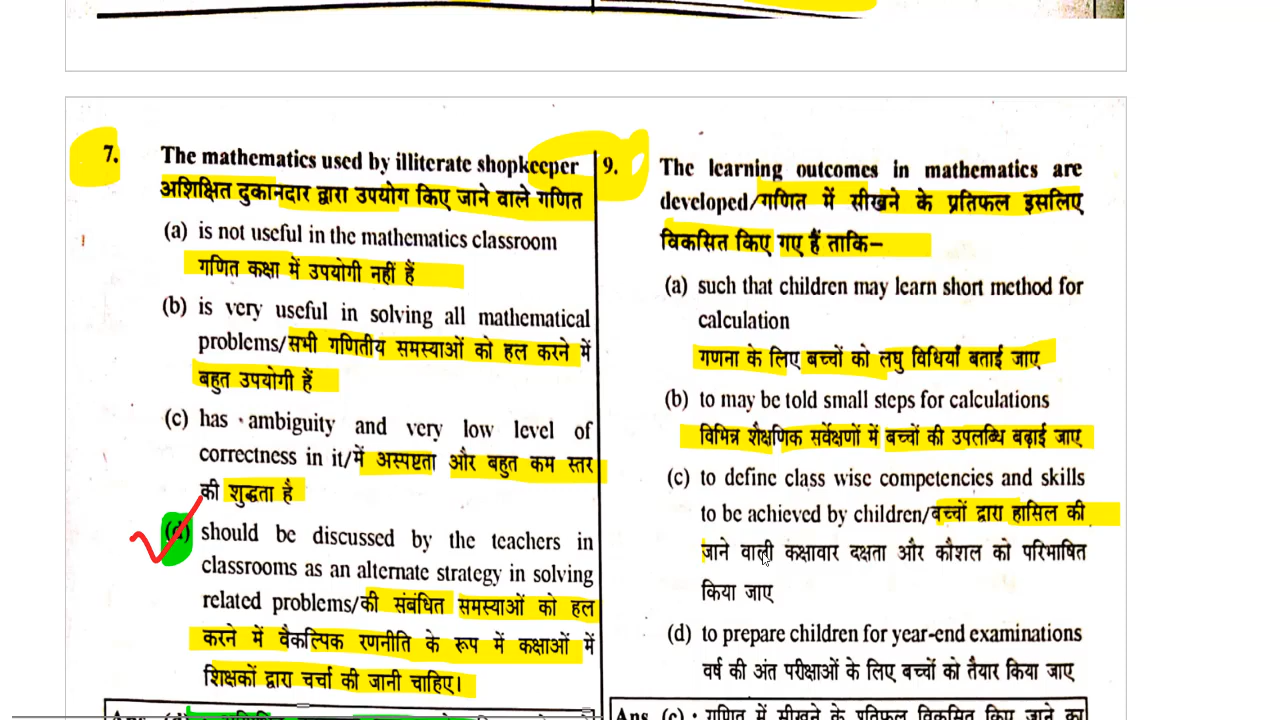 7.
The mathematics used by illiterate shopkeeper
अशिक्षित दुकानदार द्वारा उपयोग किए जाने वाले गणित
(a) is not useful in the mathematics classroom
गणित कक्षा में उपयोगी नहीं हैं
(b) is very useful in solving all mathematical
problems/सभी गणितीय समस्याओं को हल करने में
बहुत उपयोगी हैं
(c) has ambiguity and very low level of
correctness in it/में अस्पष्टता और बहुत कम स्तर
की शुद्धता है
(d) should be discussed by the teachers in
classrooms as an alternate strategy in solving
related problems/की संबंधित समस्याओं को हल
करने में वैकल्पिक रणनीति के रूप में कक्षाओं में
शिक्षकों द्वारा चर्चा की जानी चाहिए।
9.
The learning outcomes in mathematics are
developed/गणित में सीखने के प्रतिफल इसलिए
विकसित किए गए हैं ताकि–
(a) such that children may learn short method for
calculation
गणना के लिए बच्चों को लघु विधियाँ बताई जाए
(b) to may be told small steps for calculations
विभिन्न शैक्षणिक सर्वेक्षणों में बच्चों की उपलब्धि बढ़ाई जाए
(c) to define class wise competencies and skills
to be achieved by children/बच्चों द्वारा हासिल की
जाने वाली कक्षावार दक्षता और कौशल को परिभाषित
किया जाए
(d) to prepare children for year-end examinations
वर्ष की अंत परीक्षाओं के लिए बच्चों को तैयार किया जाए
Ans. (c) : गणित में सीखने के प्रतिफल विकसित किए जाने का